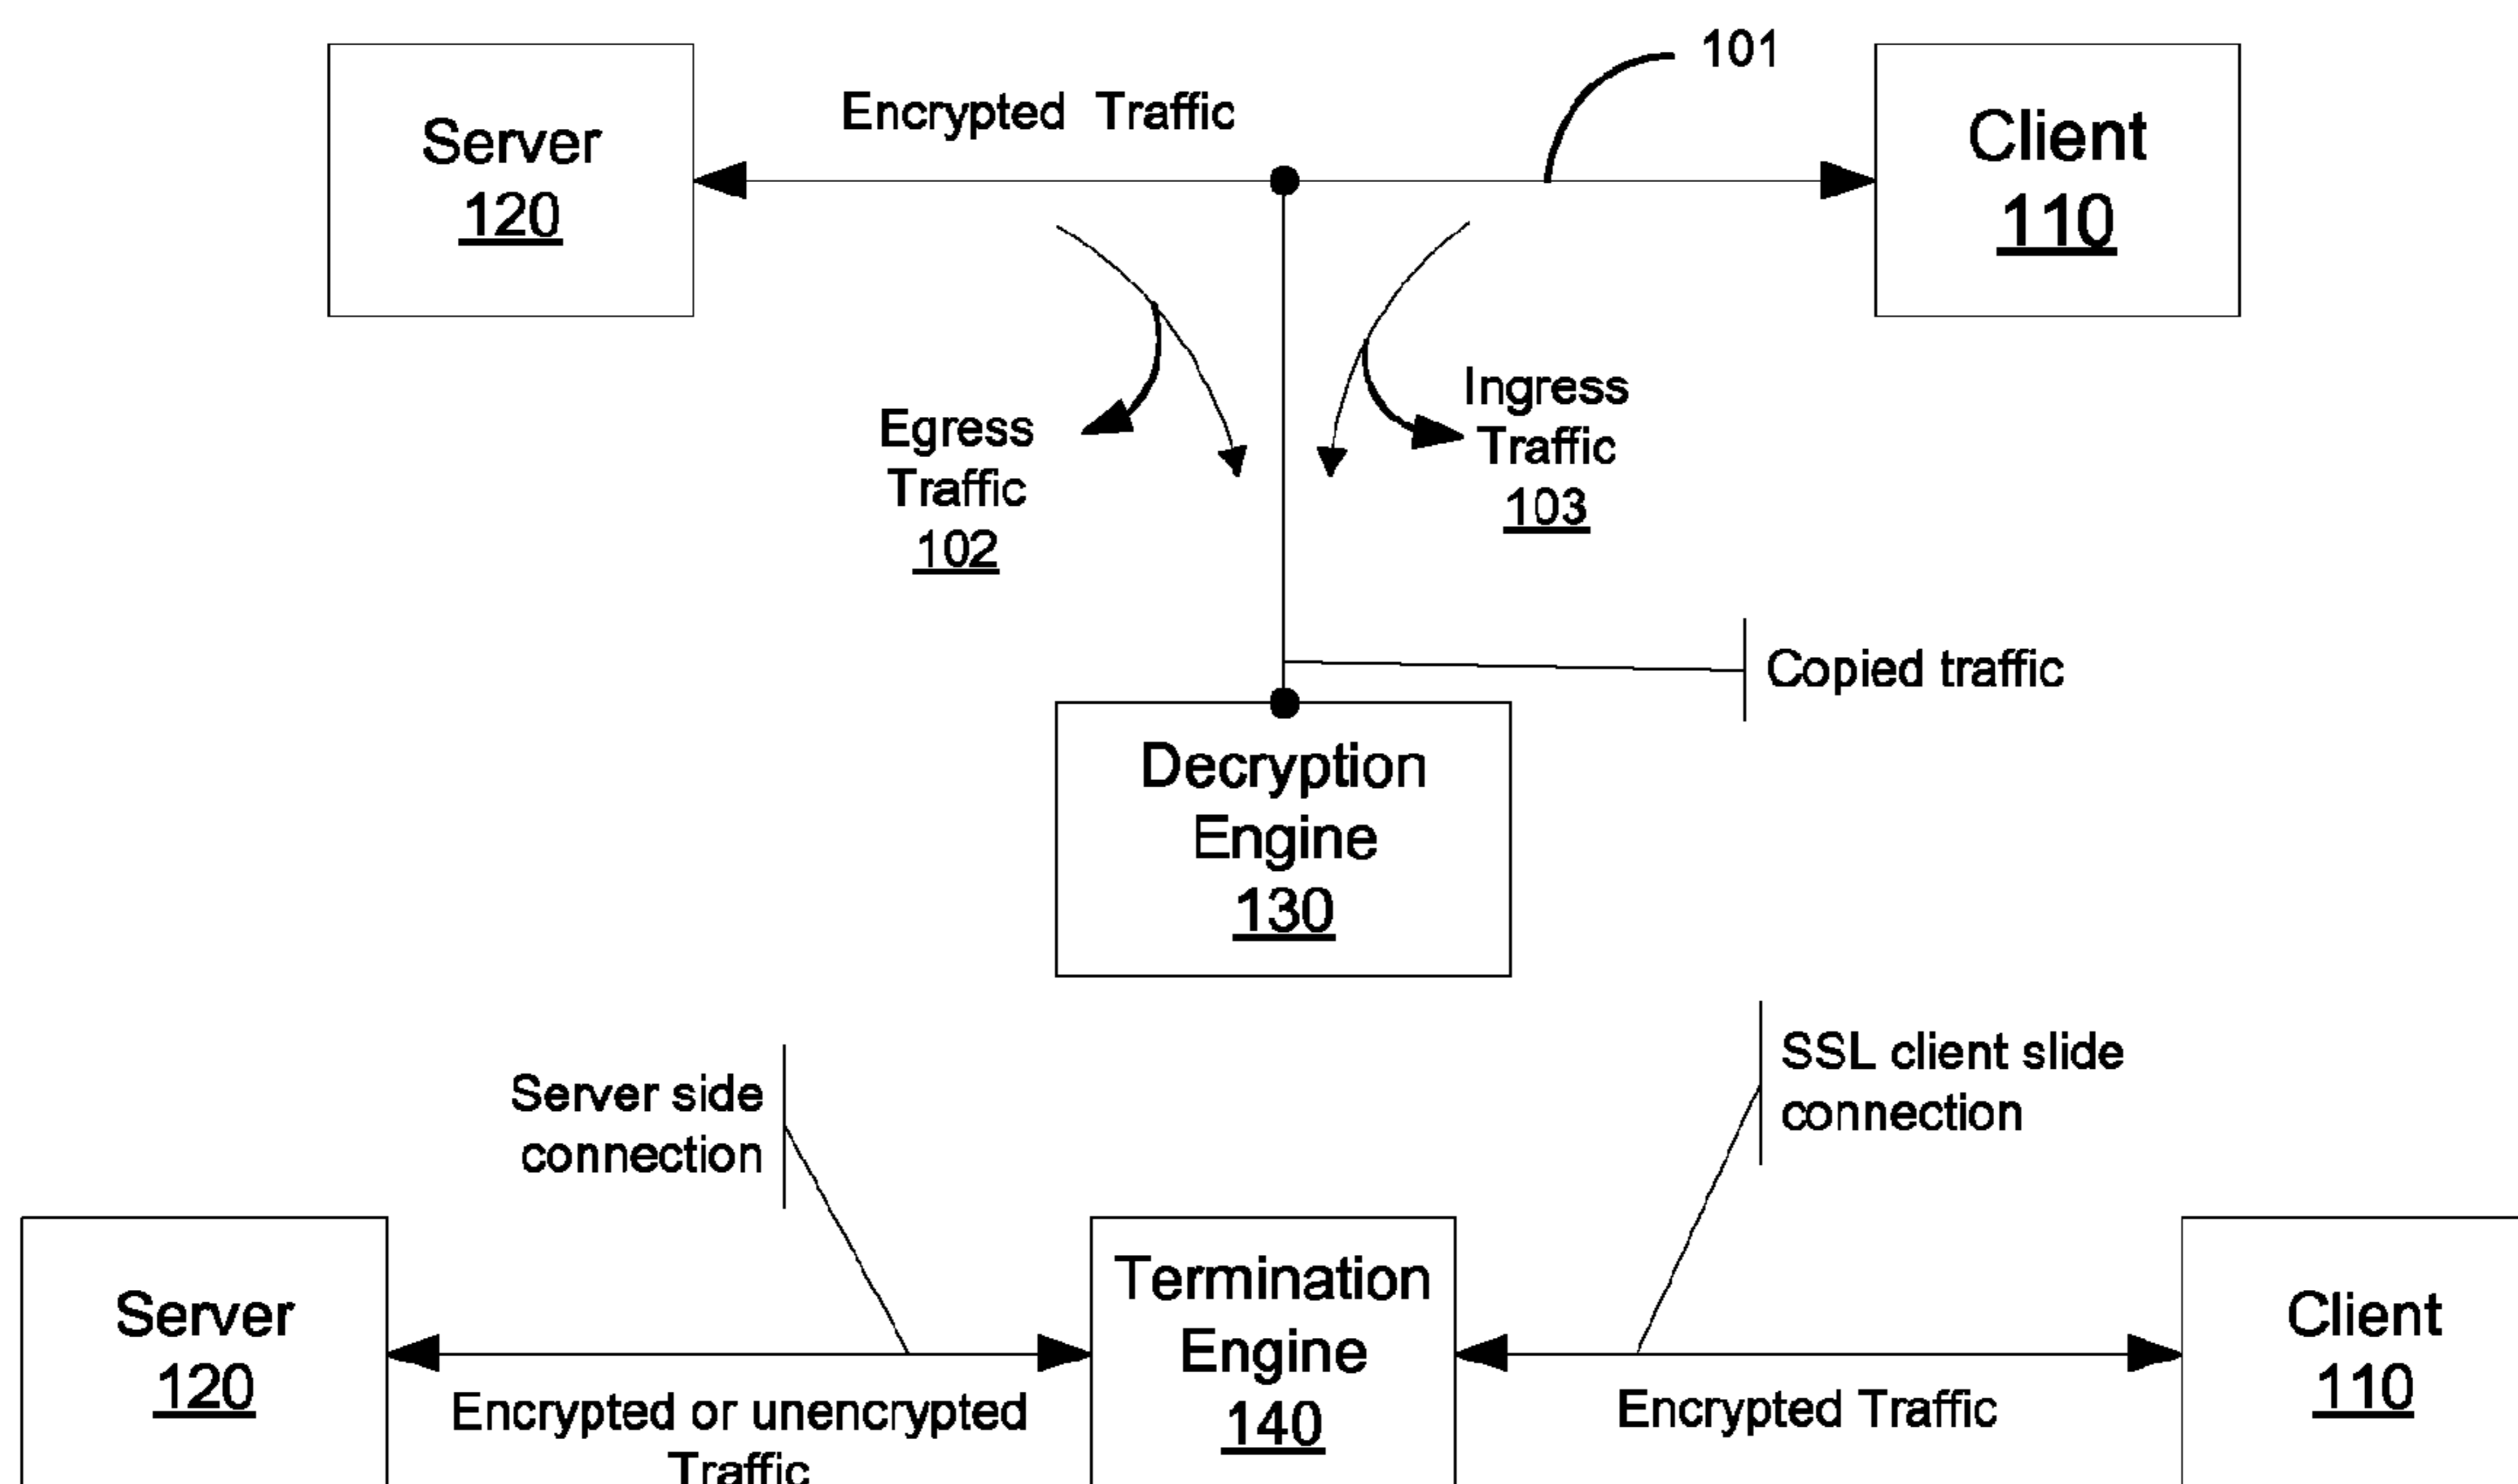 101
Encrypted Traffic
Server
120
Client
110
Egress
Traffic
102
Ingress
Traffic
103
Copied traffic
Decryption
Engine
130
Server side
connection
SSL client slide
connection
Server
120
Termination
Engine
140
Client
110
Encrypted or unencrypted
Traffic
Encrypted Traffic